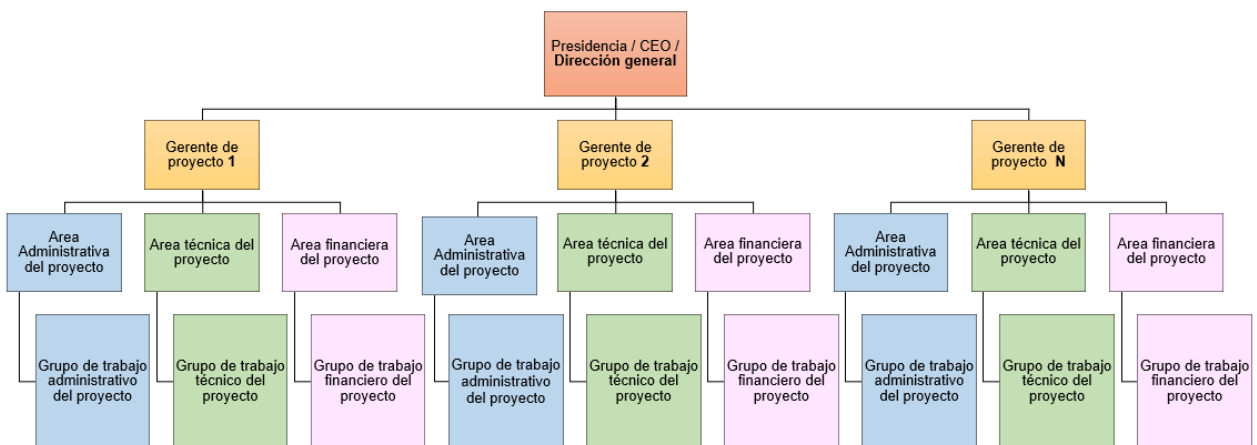 Presidencia / CEO /
Dirección general
Gerente de
proyecto 1
Gerente de
proyecto 2
Gerente de
proyecto N
Area
Administrativa
del proyecto
Area técnica del
proyecto
Area financiera
del proyecto
Area
Administrativa
del proyecto
Area técnica del
proyecto
Area financiera
del proyecto
Area
Administrativa
del proyecto
Area técnica del
proyecto
Area financiera
del proyecto
Grupo de trabajo
administrativo
del proyecto
Grupo de trabajo
técnico del
proyecto
Grupo de trabajo
financiero del
proyecto
Grupo de trabajo
administrativo
del proyecto
Grupo de trabajo
técnico del
proyecto
Grupo de trabajo
financiero del
proyecto
Grupo de trabajo
administrativo
del proyecto
Grupo de trabajo
técnico del
proyecto
Grupo de trabajo
financiero del
proyecto